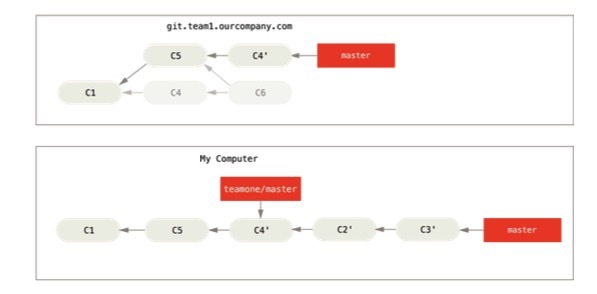 git.team1.ourcompany.com
C5 C4' master
C1 C4 C6
My Computer
teamone/master
C1 C5 C4' C2' C3' master